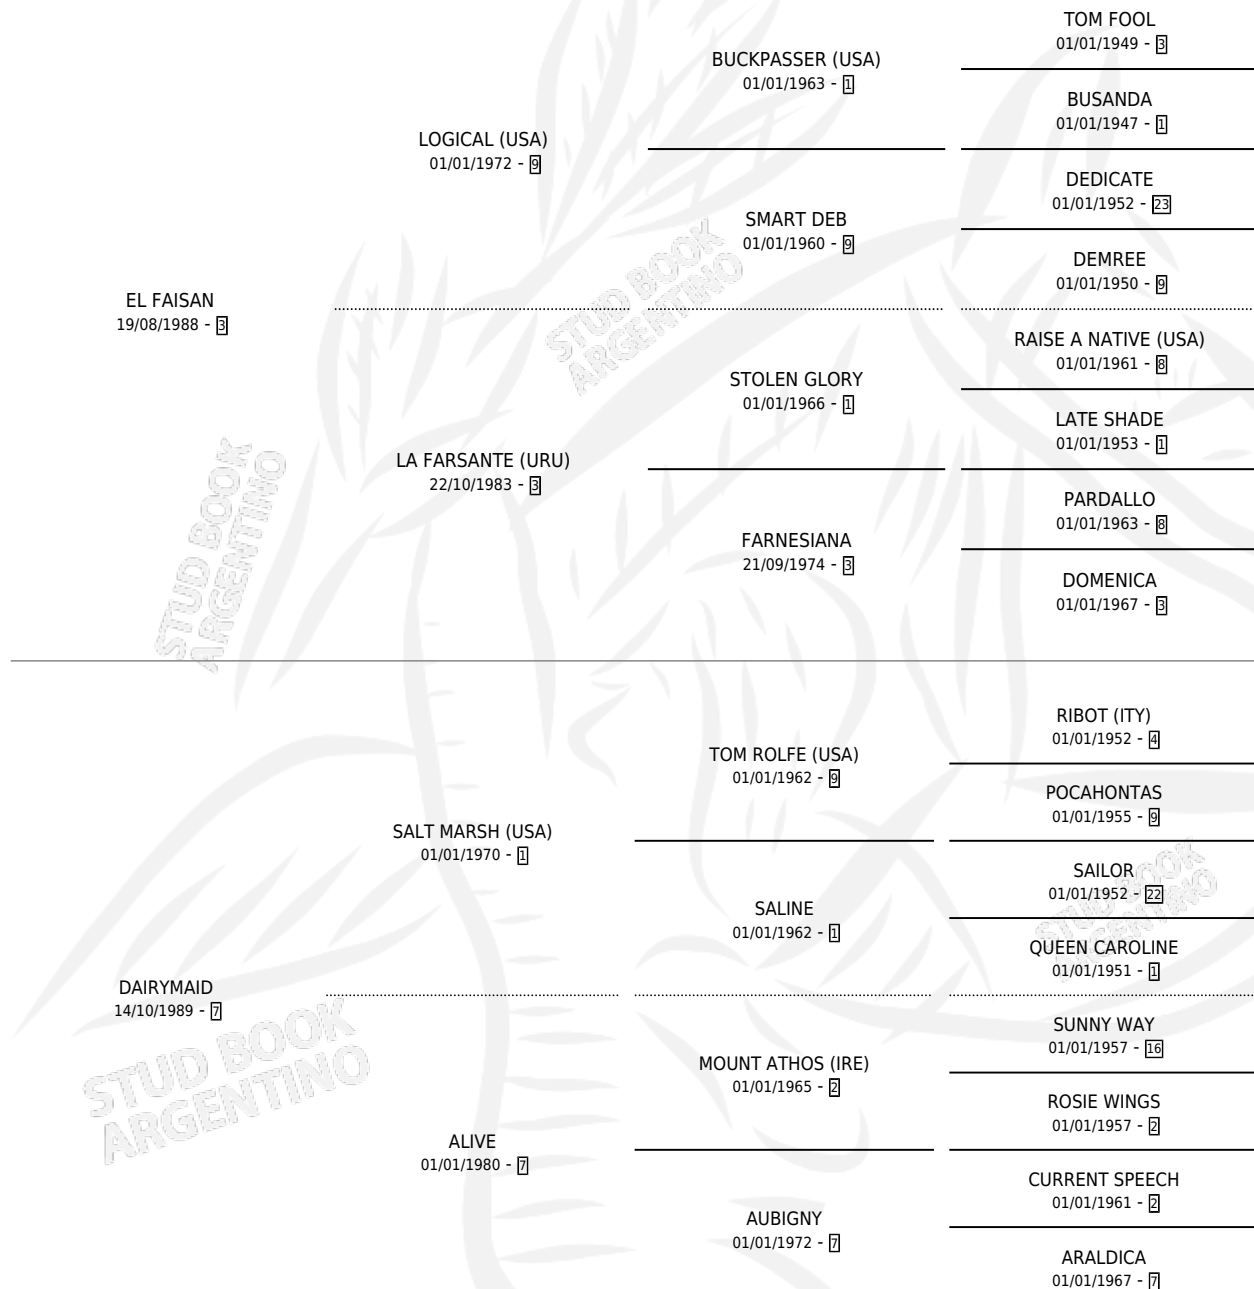 TOM FOOL
01/01/1949 - 3
BUCKPASSER (USA)
01/01/1963 - 1
BUSANDA
01/01/1947 - 1
LOGICAL (USA)
01/01/1972 - 9
DEDICATE
01/01/1952 - 23
SMART DEB
01/01/1960 - 9
DEMREE
01/01/1950 - 9
EL FAISAN
19/08/1988 - 3
RAISE A NATIVE (USA)
01/01/1961 - 8
STOLEN GLORY
01/01/1966 - 1
LATE SHADE
01/01/1953 - 1
LA FARSANTE (URU)
22/10/1983 - 3
PARDALLO
01/01/1963 - 8
FARNESIANA
21/09/1974 - 3
DOMENICA
01/01/1967 - 3
RIBOT (ITY)
01/01/1952 - 4
TOM ROLFE (USA)
01/01/1962 - 9
POCAHONTAS
01/01/1955 - 9
SALT MARSH (USA)
01/01/1970 - 1
SAILOR
01/01/1952 - 22
SALINE
01/01/1962 - 1
QUEEN CAROLINE
01/01/1951 - 1
DAIRYMAID
14/10/1989 - 7
SUNNY WAY
01/01/1957 - 16
MOUNT ATHOS (IRE)
01/01/1965 - 2
ROSIE WINGS
01/01/1957 - 2
ALIVE
01/01/1980 - 7
CURRENT SPEECH
01/01/1961 - 2
AUBIGNY
01/01/1972 - 7
ARALDICA
01/01/1967 - 7
STUD BOOK
ARGENTINO
STUD BOOK
ARGENTINO
STUD BOOK
ARGENTINO
STUD BOOK
ARGENTINO